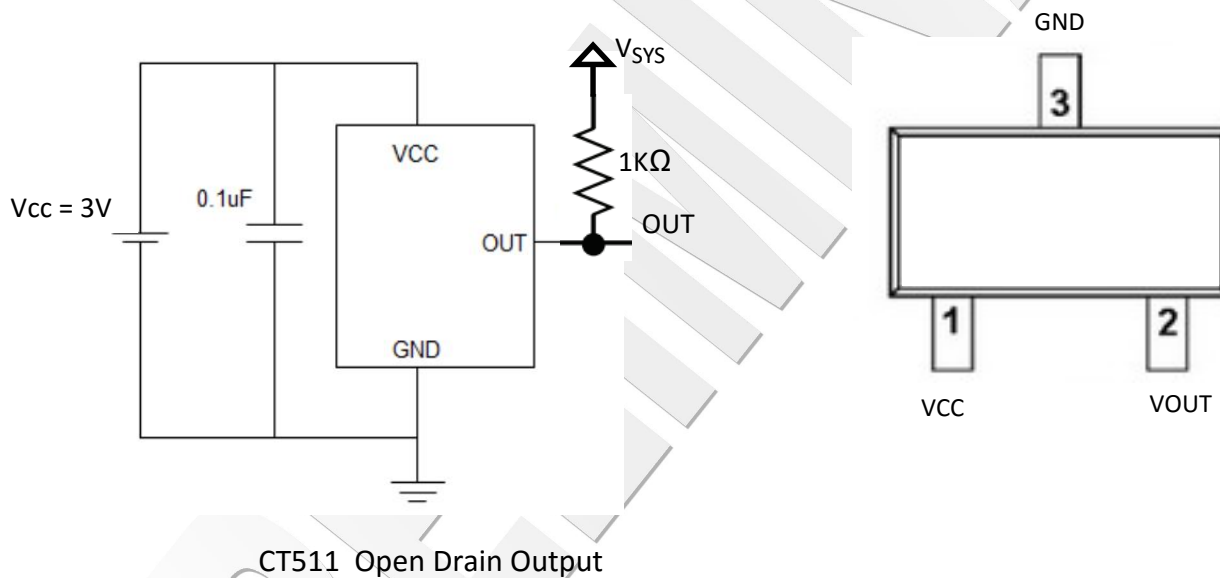 GND
VSYS
3
VCC
1KΩ
Vcc = 3V
0.1uF
OUT
OUT
GND
1
2
VCC
VOUT
CT511 Open Drain Output